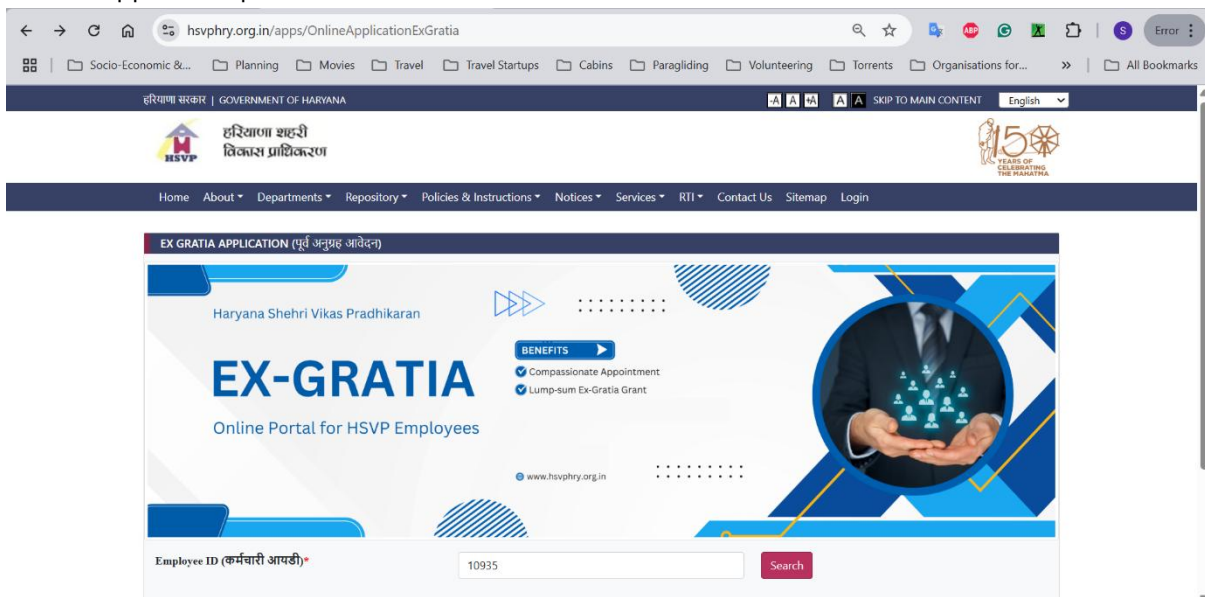 hsvphry.org.in/apps/OnlineApplicationExGratia
Error
Socio-Economic &... Planning Movies Travel Travel Startups Cabins Paragliding Volunteering Torrents Organisations for... » All Bookmarks
हरियाणा सरकार | GOVERNMENT OF HARYANA -A A +A A A SKIP TO MAIN CONTENT English
HSVP
हरियाणा शहरी
विकास प्राधिकरण
150
YEARS OF
CELEBRATING
THE MAHATMA
Home About Departments Repository Policies & Instructions Notices Services RTI Contact Us Sitemap Login
EX GRATIA APPLICATION (पूर्व अनुग्रह आवेदन)
Haryana Shehri Vikas Pradhikaran
EX-GRATIA
Online Portal for HSVP Employees
BENEFITS
Compassionate Appointment
Lump-sum Ex-Gratia Grant
www.hsvphry.org.in
Employee ID (कर्मचारी आयडी)* 10935 Search